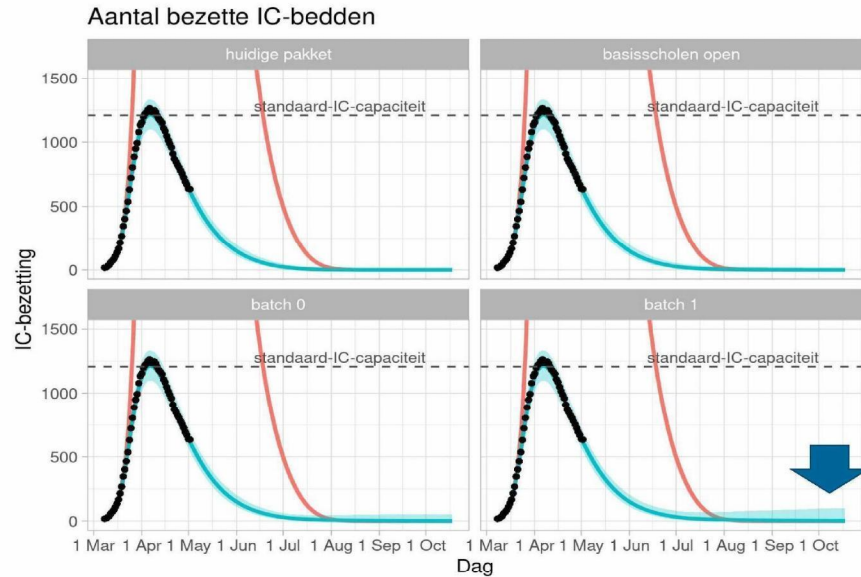 Aantal bezette IC-bedden
huidige pakket
basisscholen open
1500
standaard-IC-capaciteit
standaard-IC-capaciteit
1000
500
0
batch 0
batch 1
1500
standaard-IC-capaciteit
standaard-IC-capaciteit
1000
500
0
IC-bezetting
1 Mar 1 Apr 1 May 1 Jun 1 Jul 1 Aug 1 Sep 1 Oct
1 Mar 1 Apr 1 May 1 Jun 1 Jul 1 Aug 1 Sep 1 Oct
Dag